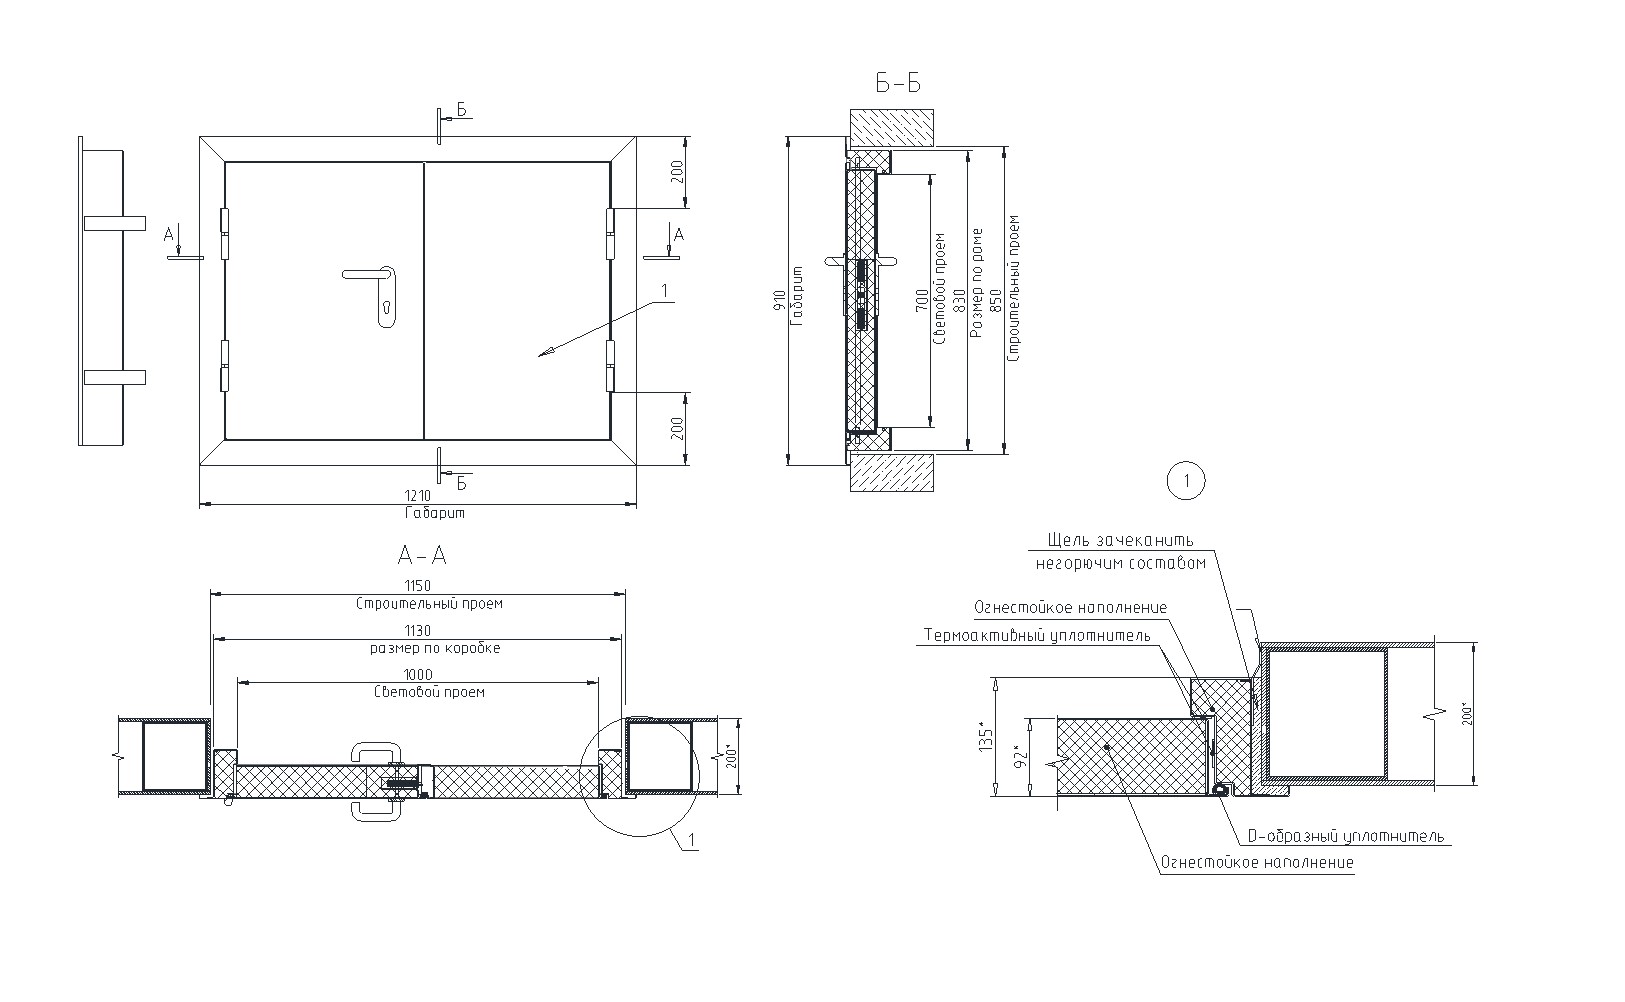 Б
Б
А
А
200
200
1
1210
Габарит
Б-Б
910
Габарит
700
Световой проем
830
Размер по раме
850
Строительный проем
А-А
1150
Строительный проем
1130
размер по коробке
1000
Световой проем
200*
1
1
Щель зачеканить
негорючим составом
Огнестойкое наполнение
Термоактивный уплотнитель
135*
92*
200*
D-образный уплотнитель
Огнестойкое наполнение